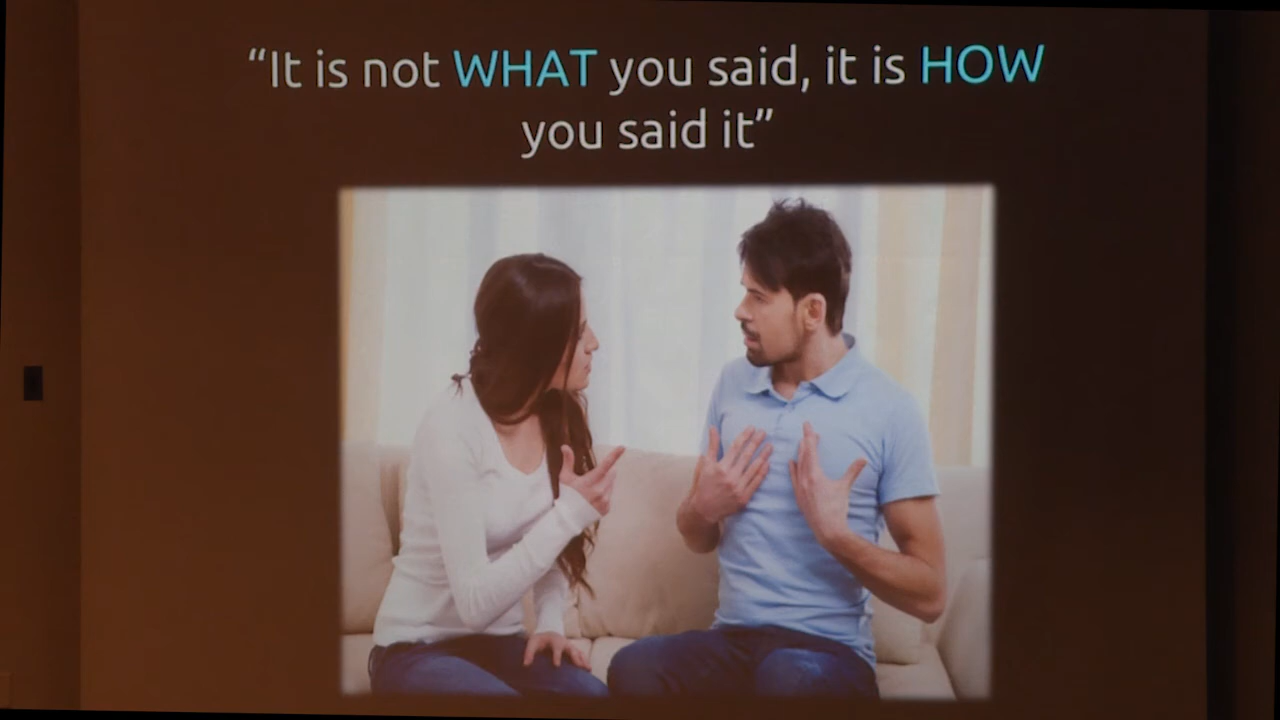 “It is not WHAT you said, it is HOW
you said it”